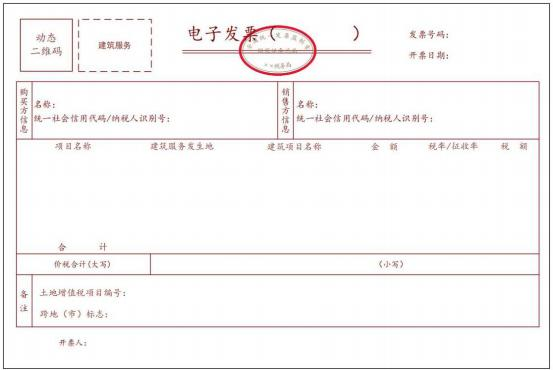 动态
二维码
建筑服务
电子发票（ ）
××税务局
发票号码：
开票日期：
购买方信息
名称：
统一社会信用代码/纳税人识别号：
销售方信息
名称：
统一社会信用代码/纳税人识别号：
项目名称 建筑服务发生地 建筑项目名称 金 额 税率/征收率 税 额
合 计
价税合计(大写) （小写）
备注
土地增值税项目编号：
跨地（市）标志：
开票人：